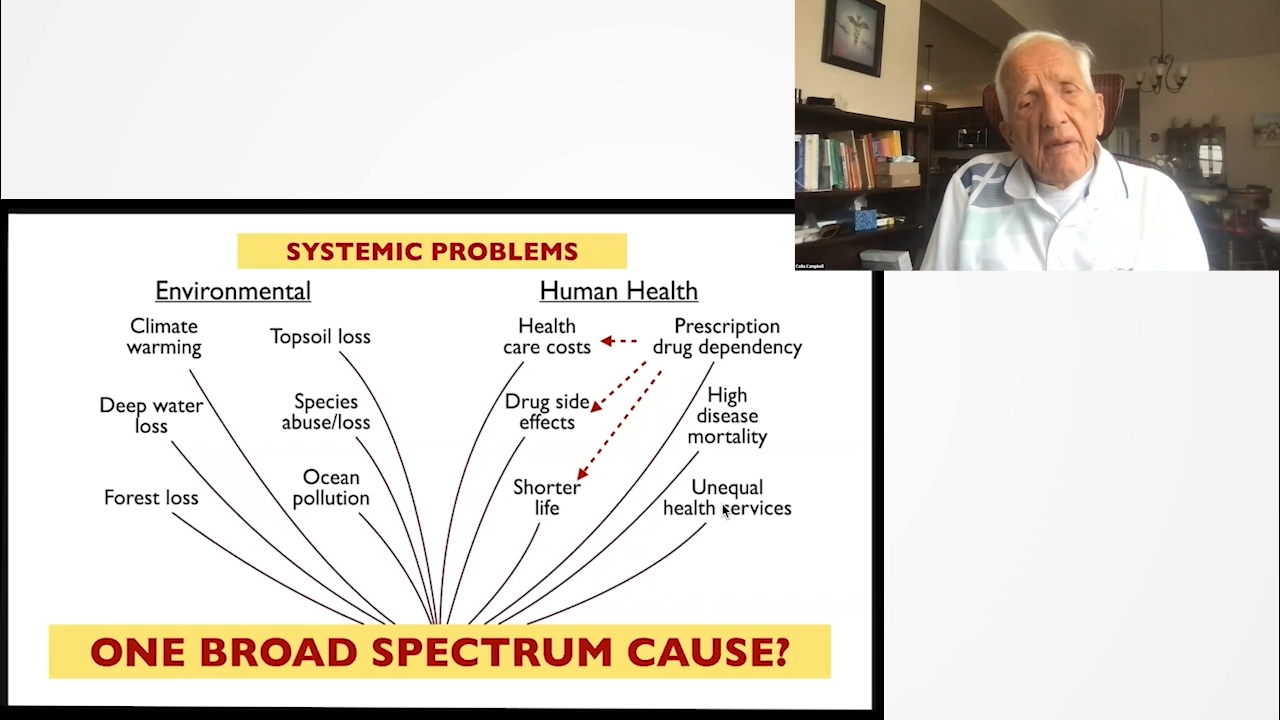 SYSTEMIC PROBLEMS
Environmental
Climate
warming
Topsoil loss
Deep water
loss
Species
abuse/loss
Forest loss
Ocean
pollution
Human Health
Health
care costs
Prescription
drug dependency
Drug side
effects
High
disease
mortality
Shorter
life
Unequal
health services
ONE BROAD SPECTRUM CAUSE?
Colin Campbell